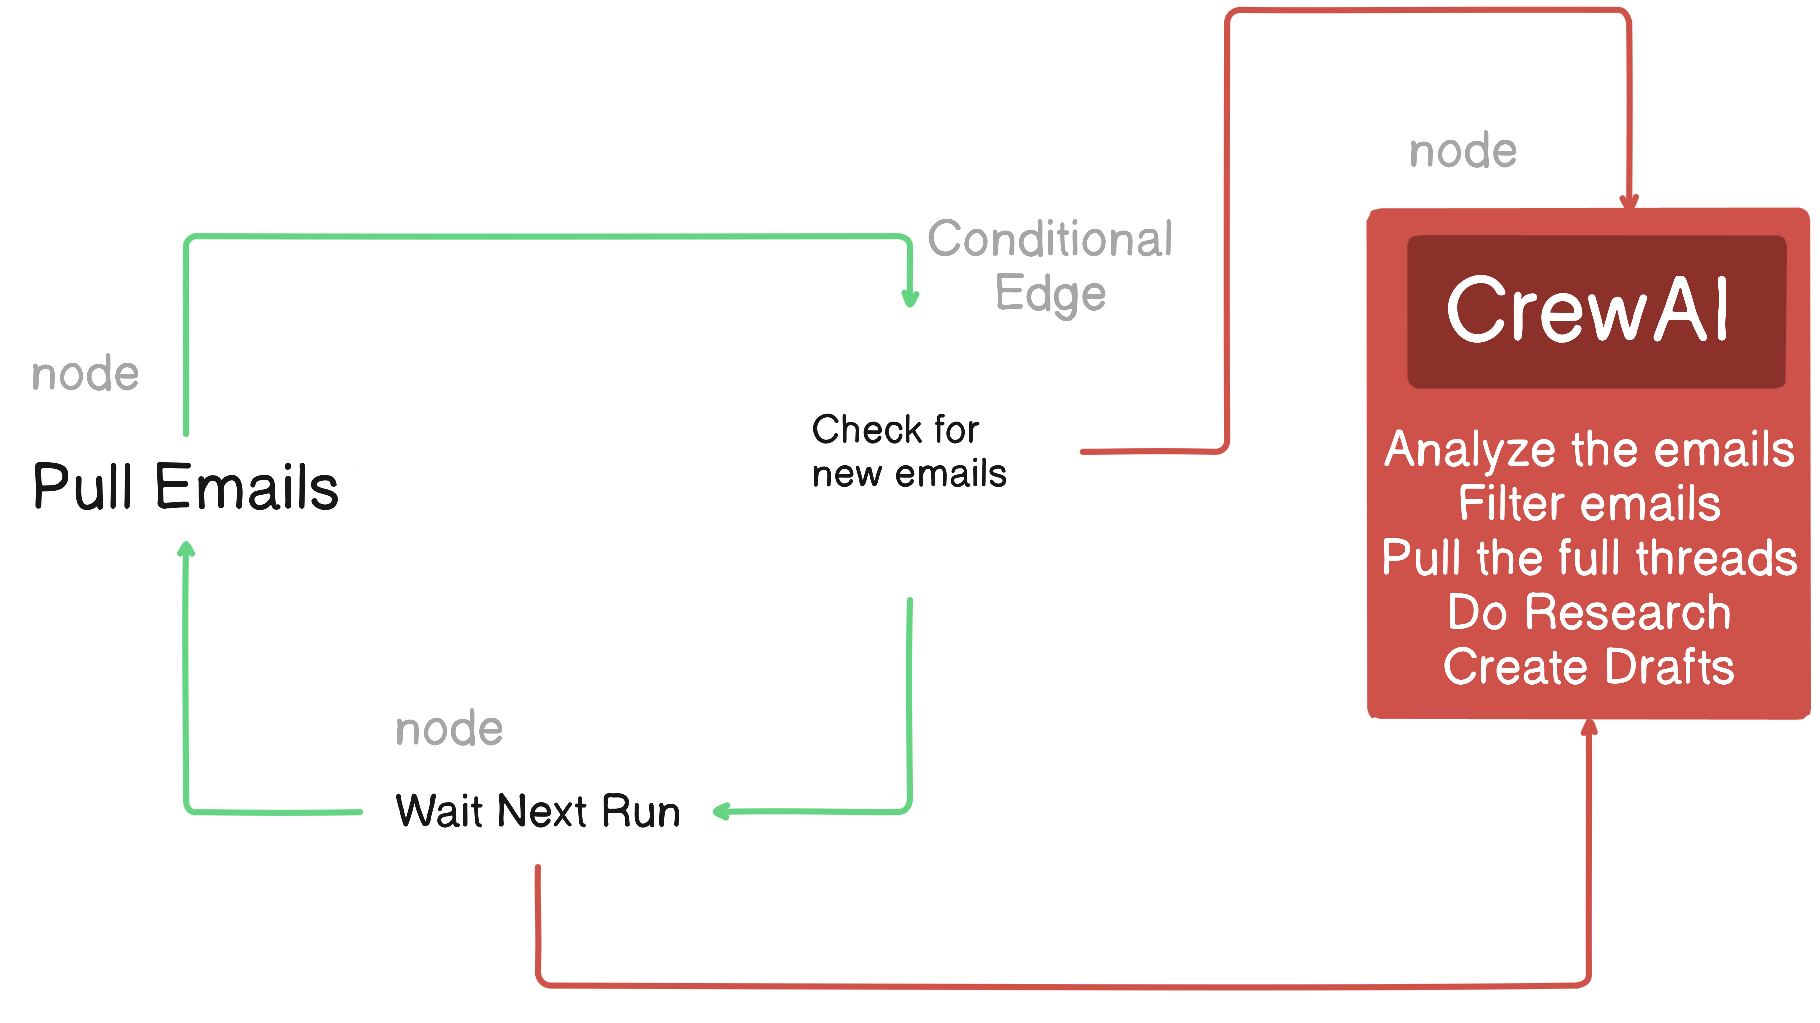 node
Pull Emails
Conditional
Edge
Check for
new emails
node
Wait Next Run
node
CrewAI
Analyze the emails
Filter emails
Pull the full threads
Do Research
Create Drafts